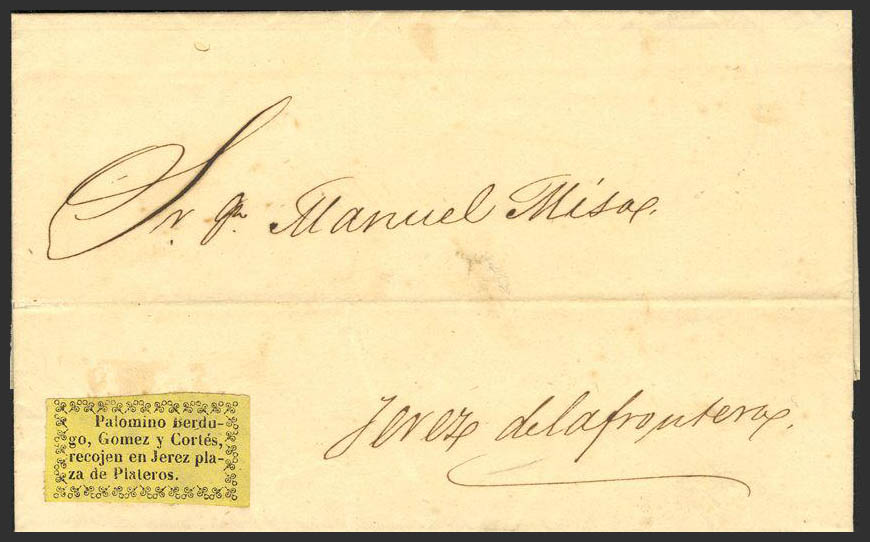 Sr. Dn. Manuel Misa.
Jerez delafrontera.
Palomino Berdu-
go, Gomez y Cortés,
recojen en Jerez pla-
za de Plateros.